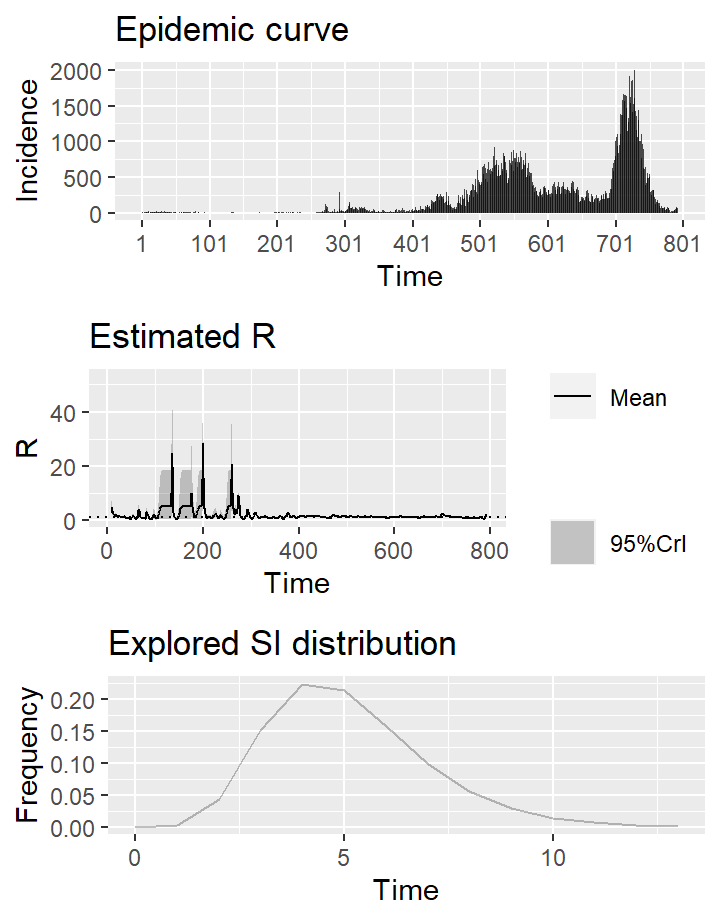 Epidemic curve
Incidence
2000
1500
1000
500
0
1 101 201 301 401 501 601 701 801
Time
Estimated R
R
40
20
0
0 200 400 600 800
Time
Mean
95%CrI
Explored SI distribution
Frequency
0.20
0.15
0.10
0.05
0.00
0 5 10
Time